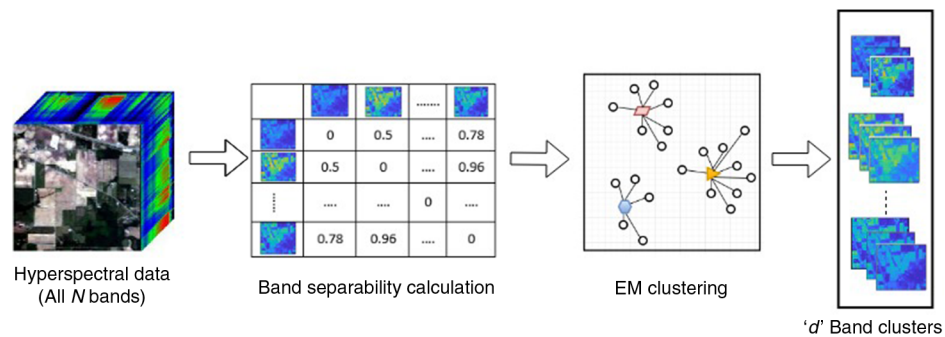 .......
0 0.5 .... 0.78
0.5 0 .... 0.96
.... .... 0 ....
0.78 0.96 .... 0
Hyperspectral data
(All N bands)
Band separability calculation
EM clustering
‘d’ Band clusters